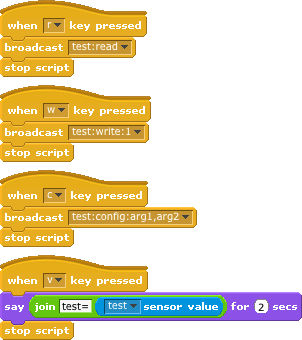 when r key pressed
broadcast test:read
stop script
when w key pressed
broadcast test:write:1
stop script
when c key pressed
broadcast test:config:arg1,arg2
stop script
when v key pressed
say join test= test sensor value for 2 secs
stop script